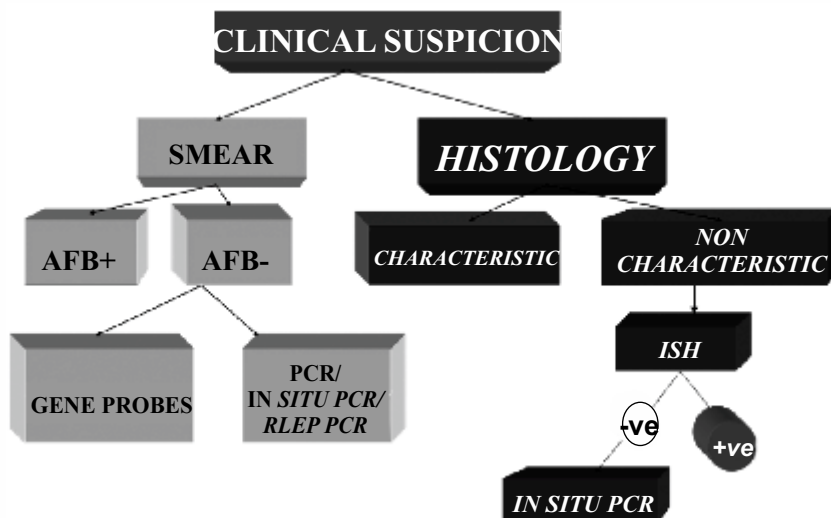 CLINICAL SUSPICION
SMEAR
HISTOLOGY
AFB+
AFB-
CHARACTERISTIC
NON
CHARACTERISTIC
GENE PROBES
PCR/
IN SITU PCR/
RLEP PCR
ISH
-ve
+ve
IN SITU PCR